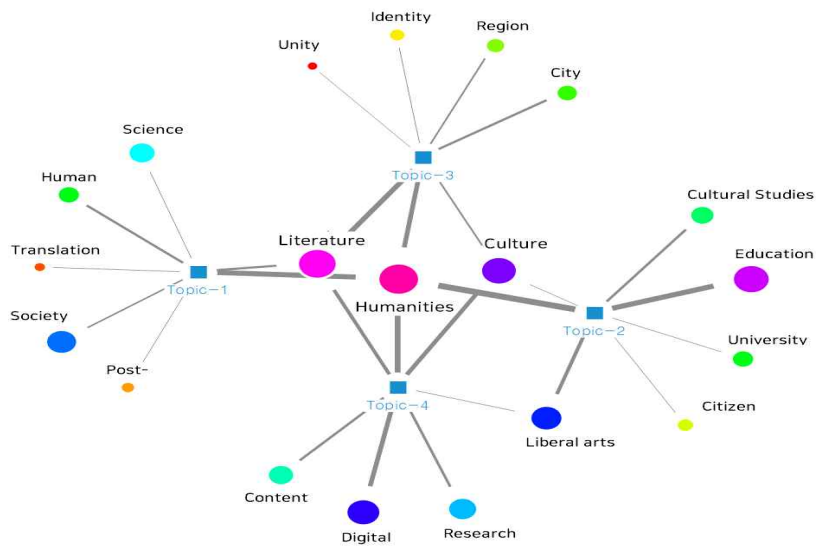 Identity
Region
Unity
City
Science
Topic-3
Human
Cultural Studies
Literature
Culture
Translation
Education
Topic-1
Humanities
Society
Topic-2
University
Post-
Topic-4
Citizen
Liberal arts
Content
Digital
Research